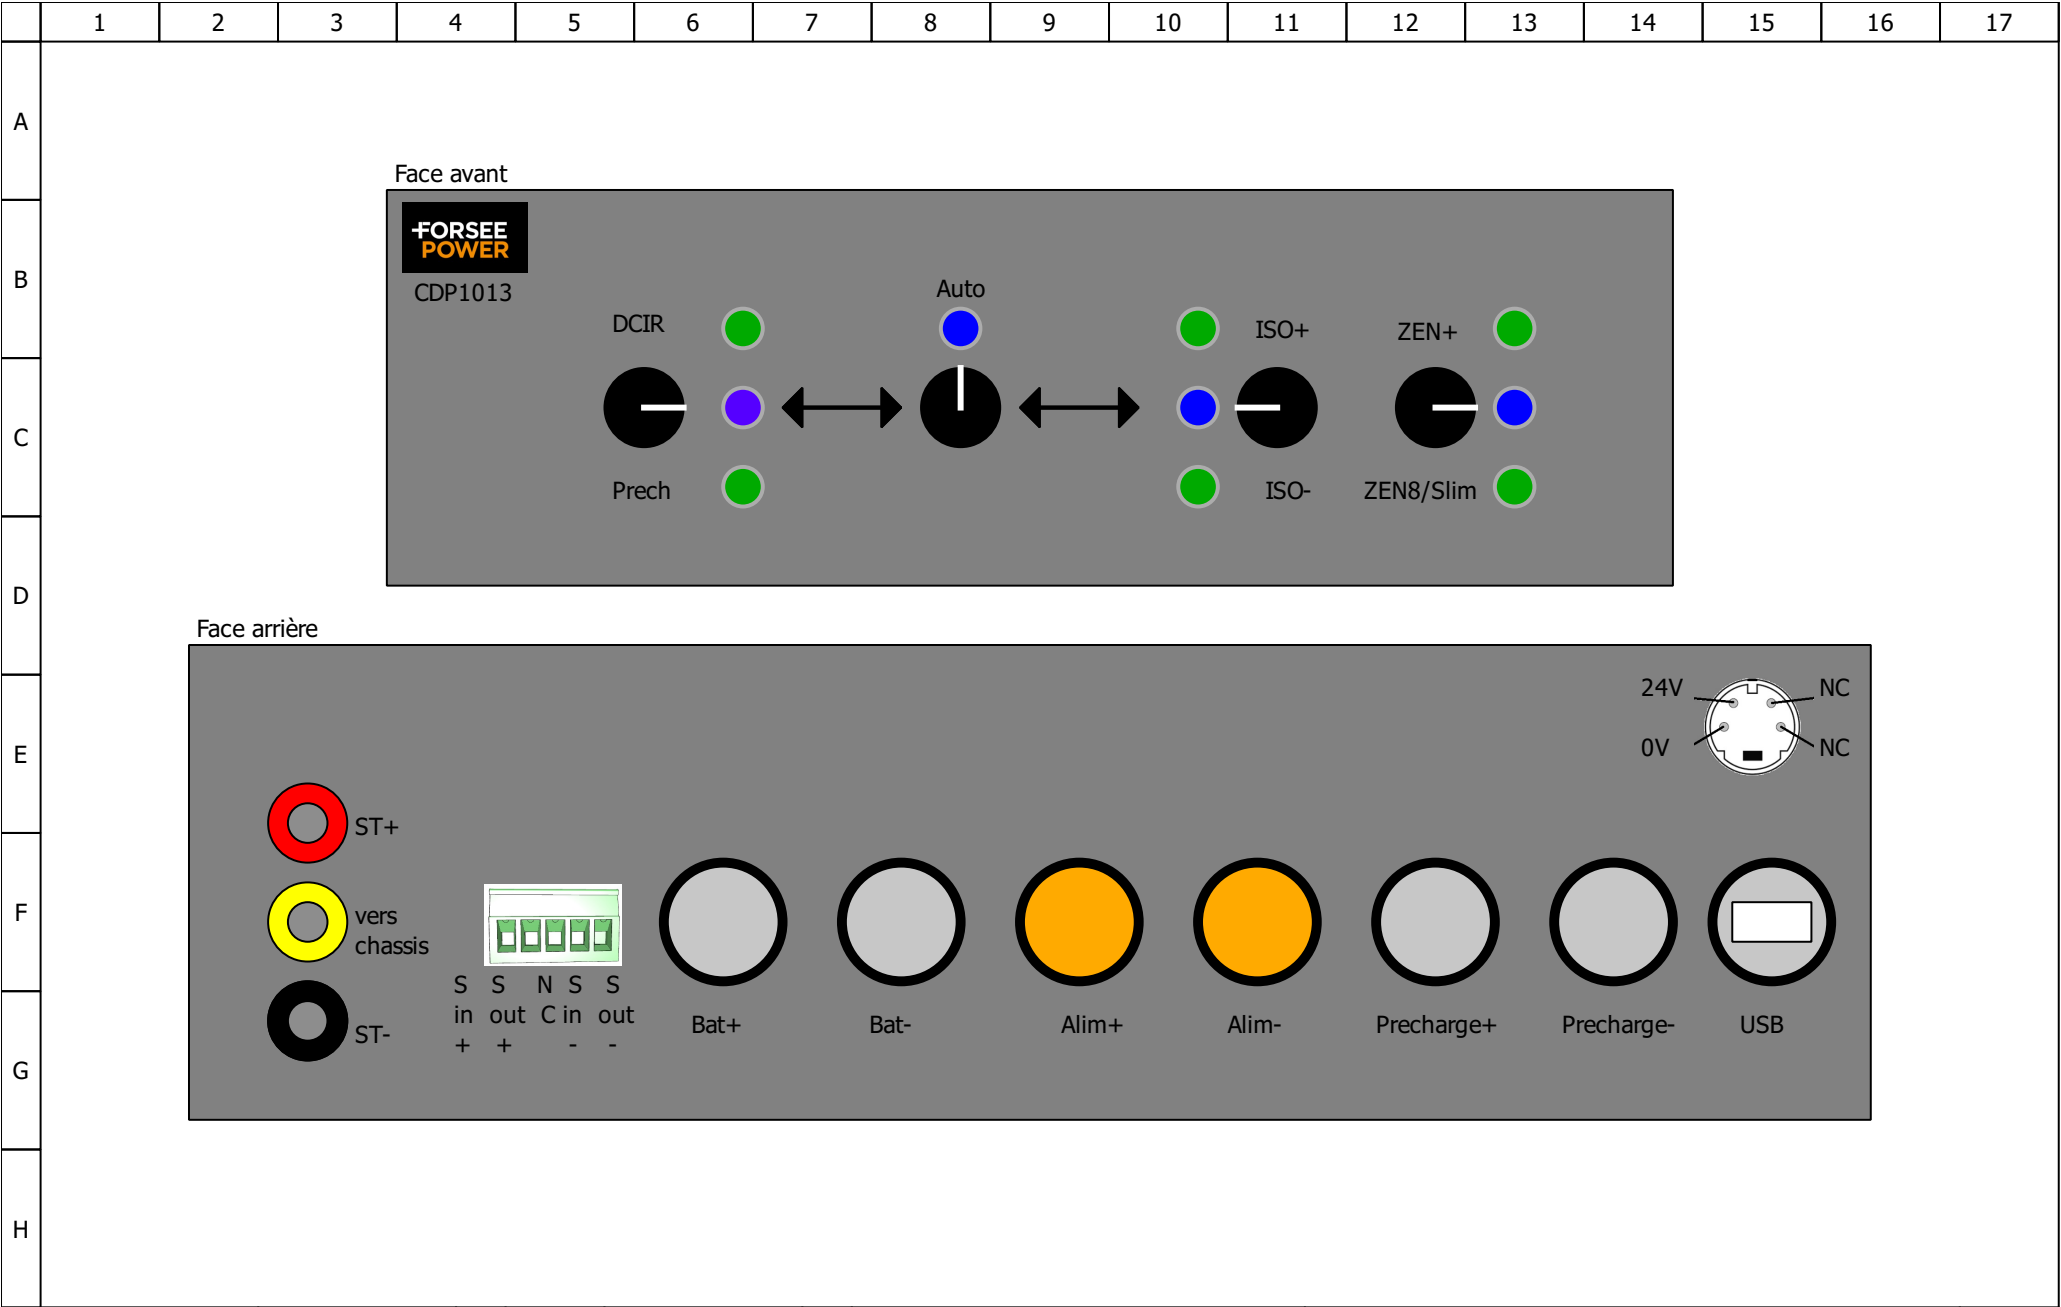 1 2 3 4 5 6 7 8 9 10 11 12 13 14 15 16 17
A
Face avant
FORSEE
POWER
B
CDP1013
Auto
DCIR
ISO+
ZEN+
C
Prech
ISO-
ZEN8/Slim
D
Face arrière
24V
NC
E
0V
NC
ST+
F
vers
chassis
S S N S S
in out C in out
+ + - -
ST-
Bat+
Bat-
Alim+
Alim-
Precharge+
Precharge-
USB
G
H